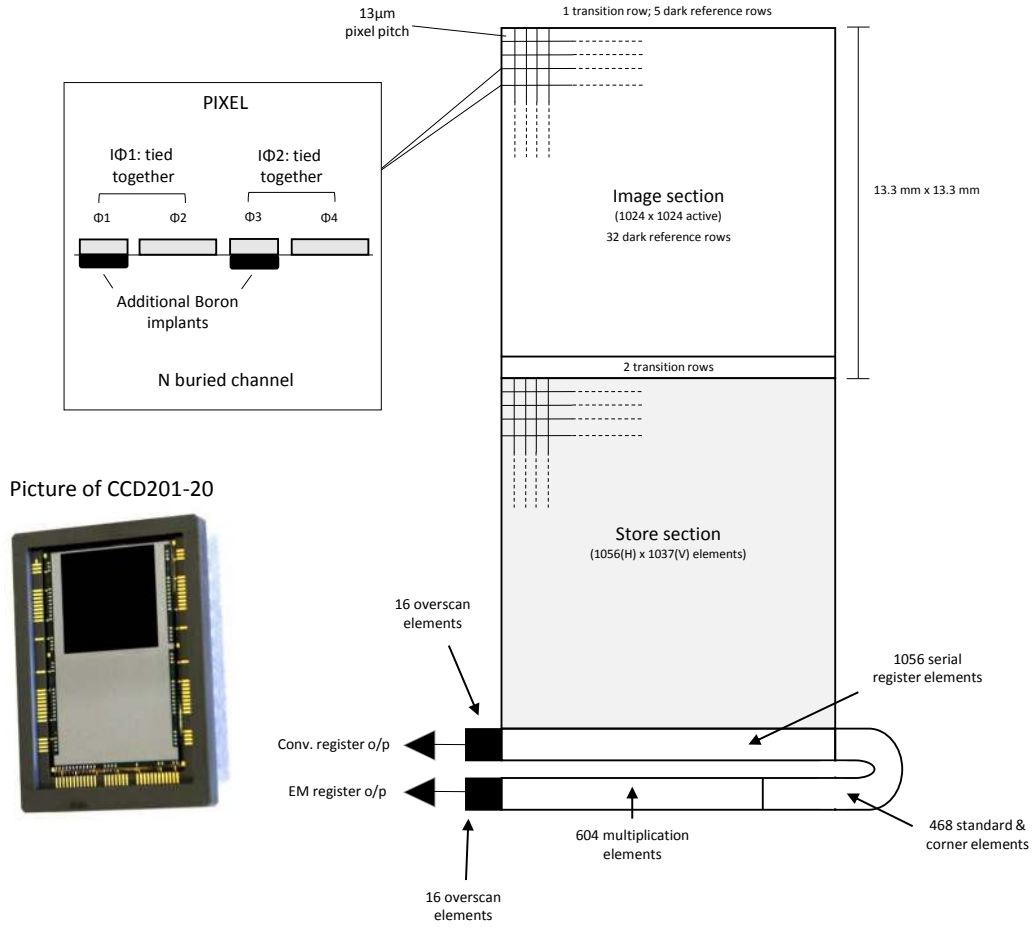 13µm
pixel pitch
1 transition row; 5 dark reference rows
PIXEL
IΦ1: tied
together
IΦ2: tied
together
Φ1
Φ2
Φ3
Φ4
Additional Boron
implants
N buried channel
Image section
(1024 x 1024 active)
32 dark reference rows
13.3 mm x 13.3 mm
2 transition rows
Picture of CCD201-20
Store section
(1056(H) x 1037(V) elements)
16 overscan
elements
1056 serial
register elements
Conv. register o/p
EM register o/p
604 multiplication
elements
468 standard &
corner elements
16 overscan
elements